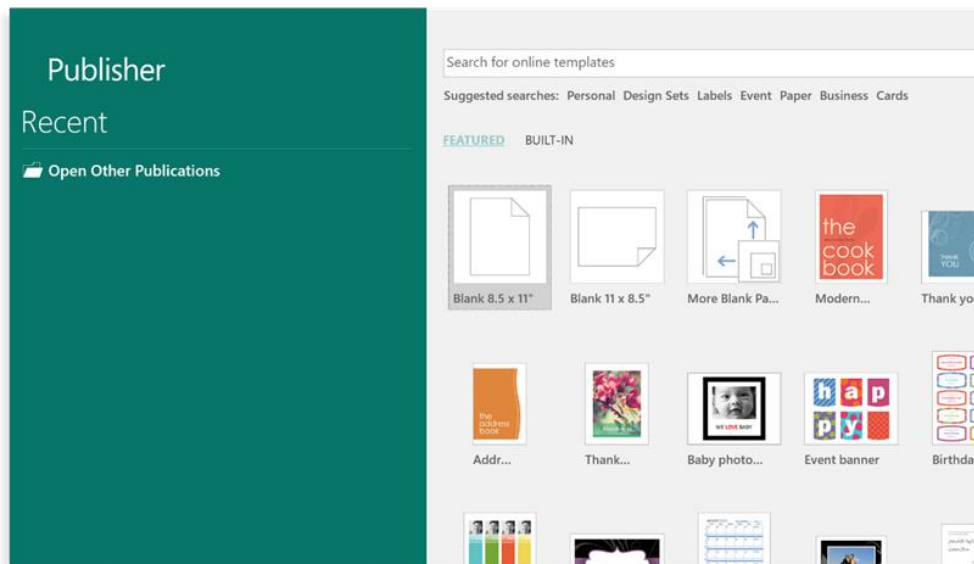 Publisher
Recent
Open Other Publications
Search for online templates
Suggested searches: Personal Design Sets Labels Event Paper Business Cards
FEATURED BUILT-IN
the
cook
book
THANK
YOU
Blank 8.5 x 11"
Blank 11 x 8.5"
More Blank Pa...
Modern...
Thank yo
the
address
book
WE LOVE BABY
h a p
p y
Addr...
Thank...
Baby photo...
Event banner
Birthda